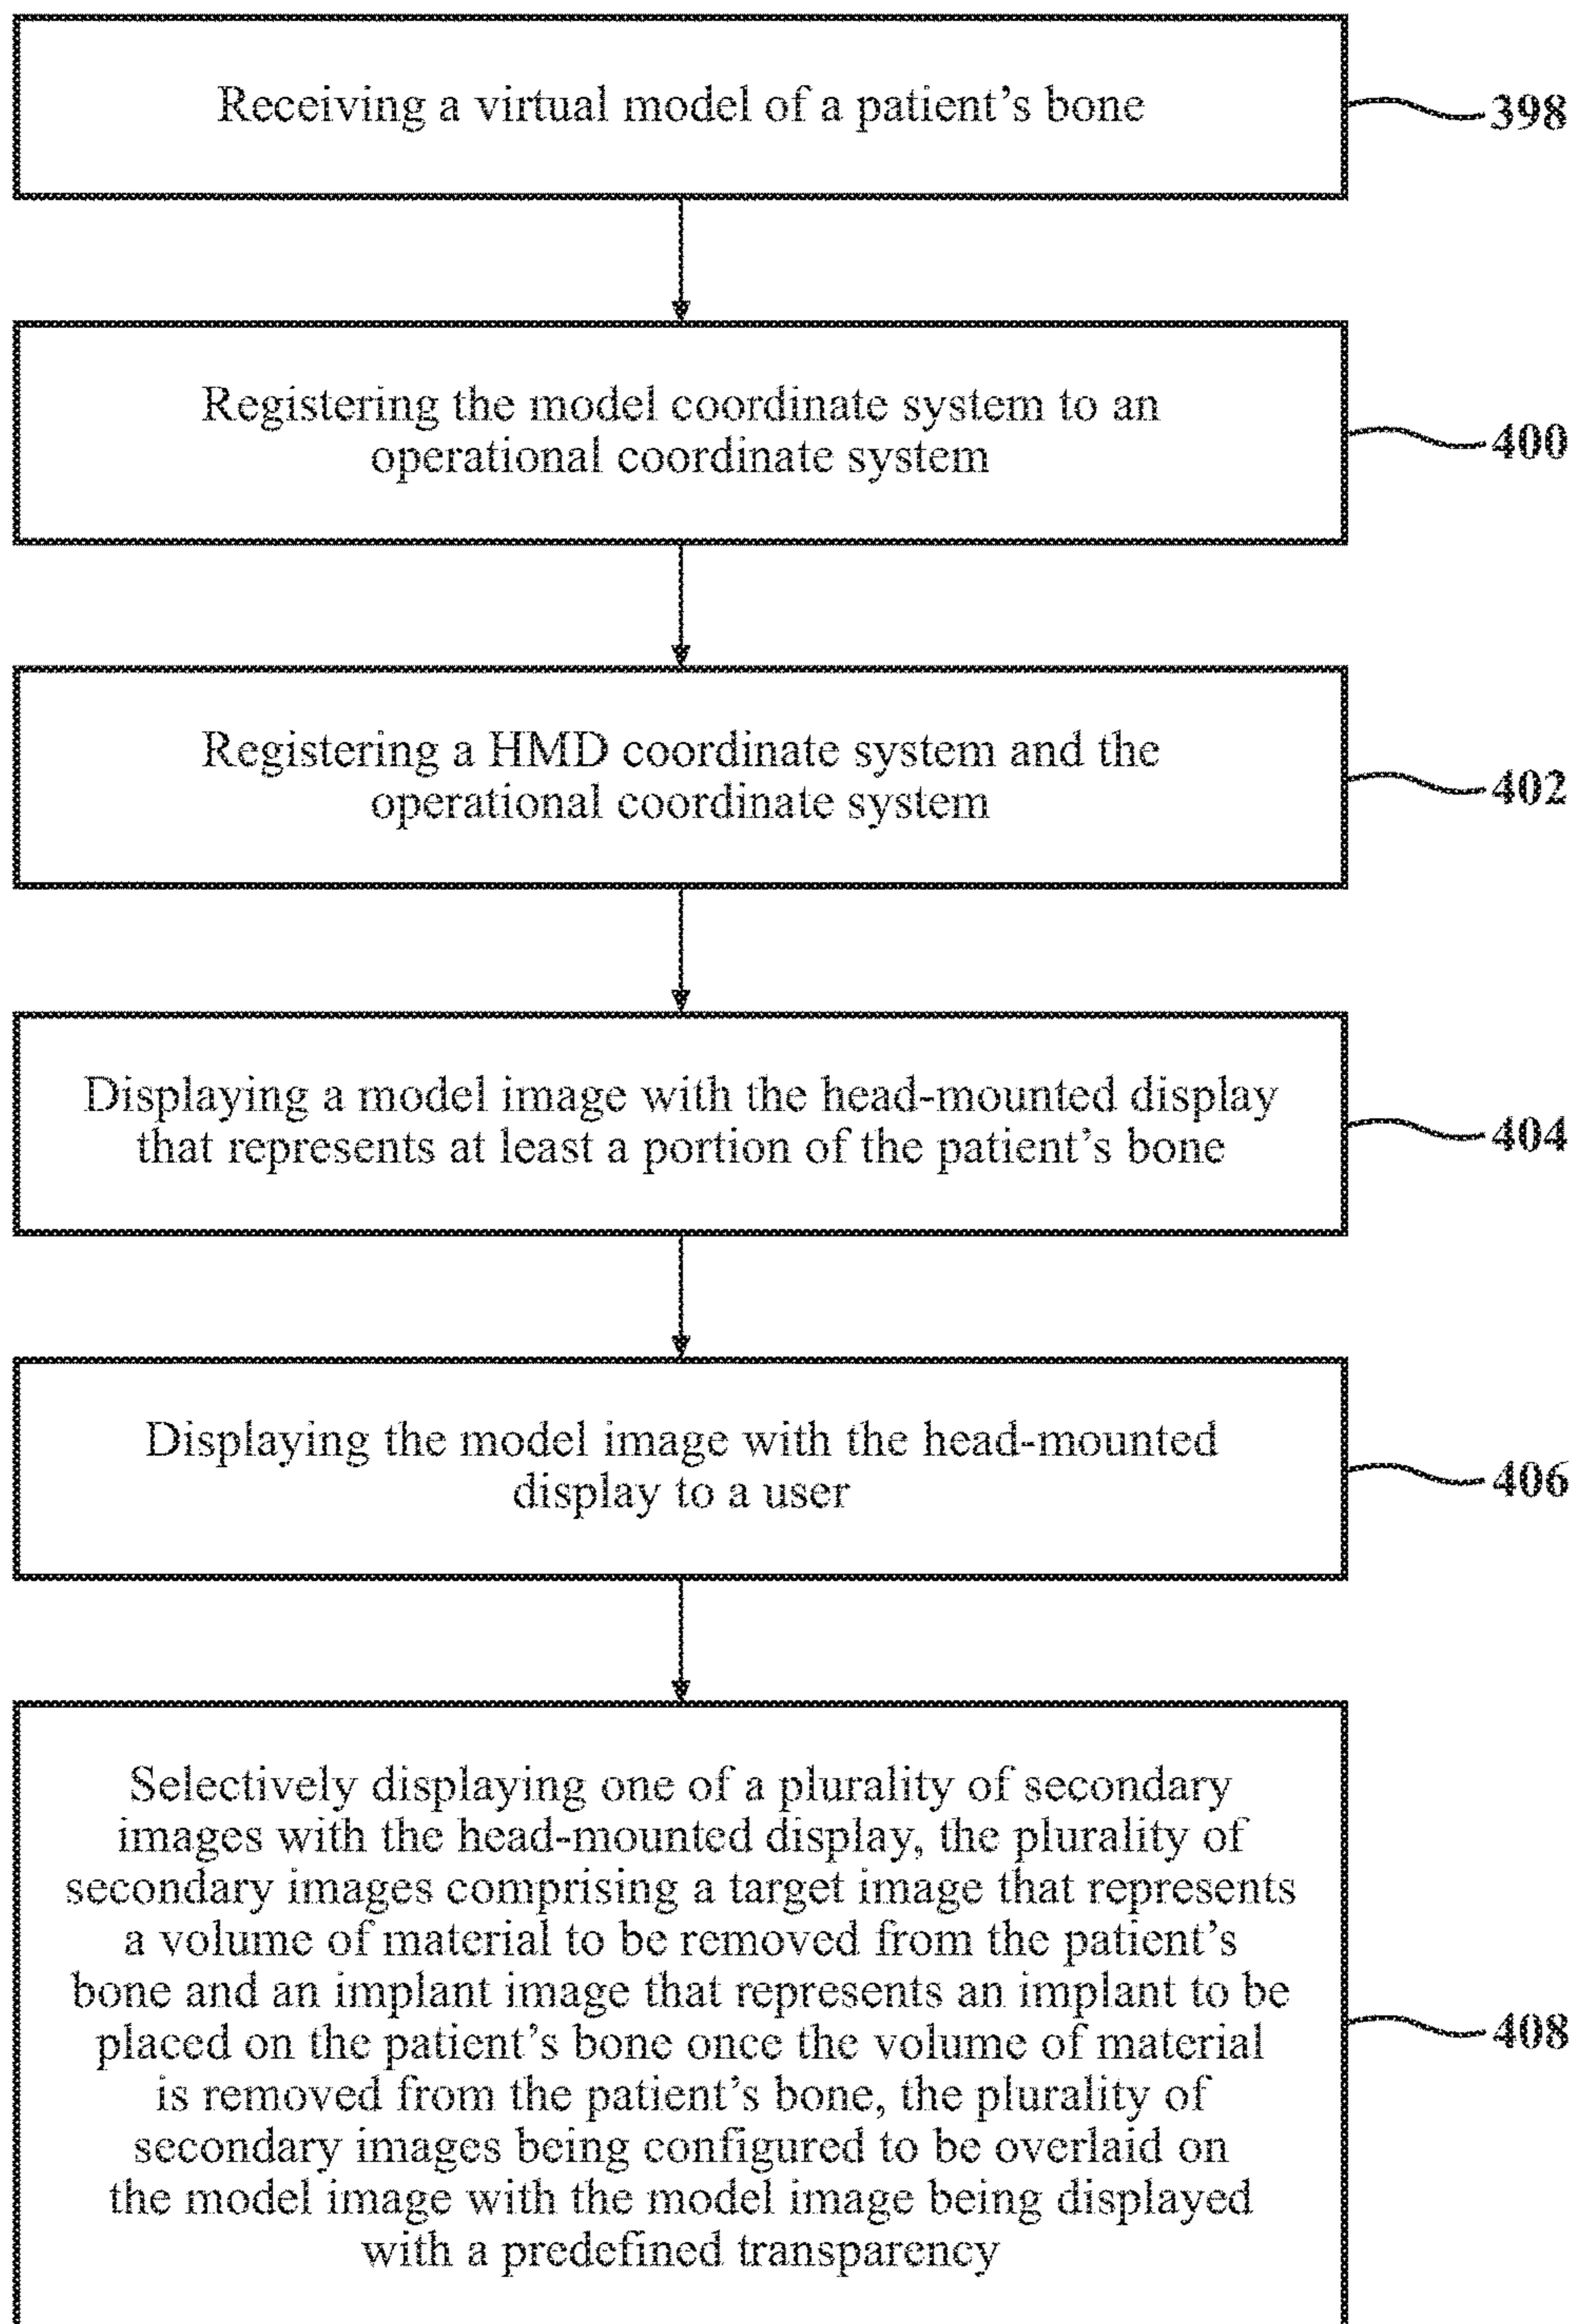 Receiving a virtual model of a patient's bone
398
Registering the model coordinate system to an
operational coordinate system
400
Registering a HMD coordinate system and the
operational coordinate system
402
Displaying a model image with the head-mounted display
that represents at least a portion of the patient's bone
404
Displaying the model image with the head-mounted
display to a user
406
Selectively displaying one of a plurality of secondary
images with the head-mounted display, the plurality of
secondary images comprising a target image that represents
a volume of material to be removed from the patient's
bone and an implant image that represents an implant to be
placed on the patient's bone once the volume of material
is removed from the patient's bone, the plurality of
secondary images being configured to be overlaid on
the model image with the model image being displayed
with a predefined transparency
408